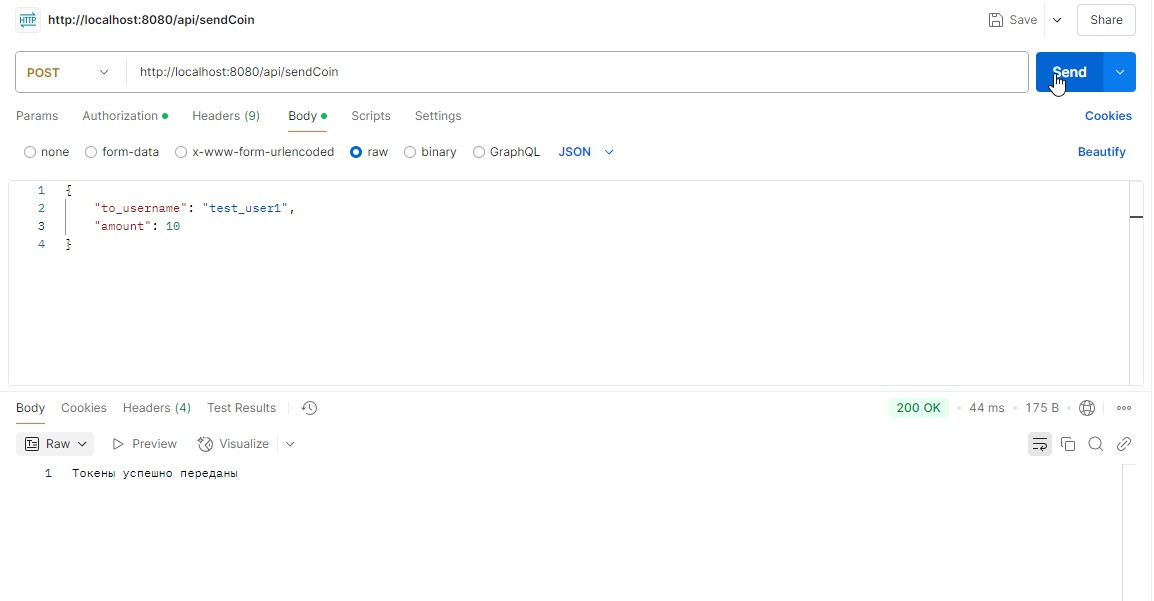 HTTP http://localhost:8080/api/sendCoin Save Share
POST http://localhost:8080/api/sendCoin Send
Params Authorization Headers (9) Body Scripts Settings Cookies
none form-data x-www-form-urlencoded raw binary GraphQL JSON Beautify
1 {
2 "to_username": "test_user1",
3 "amount": 10
4 }
Body Cookies Headers (4) Test Results 200 OK 44 ms 175 B
Raw Preview Visualize
1 Токены успешно переданы